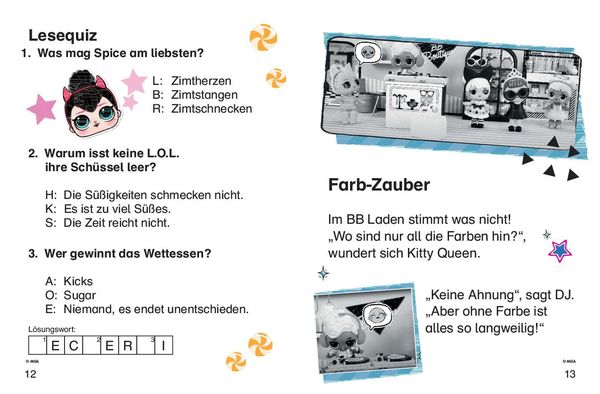 Lesequiz
1. Was mag Spice am liebsten?
L: Zimtherzen
B: Zimtstangen
R: Zimtschnecken
2. Warum isst keine L.O.L.
ihre Schüssel leer?
H: Die Süßigkeiten schmecken nicht.
K: Es ist zu viel Süßes.
S: Die Zeit reicht nicht.
3. Wer gewinnt das Wettessen?
A: Kicks
O: Sugar
E: Niemand, es endet unentschieden.
Lösungswort:
1 E C 2 E R 3 I
© MGA
12
BB
Boutique
Farb-Zauber
Im BB Laden stimmt was nicht!
„Wo sind nur all die Farben hin?“,
wundert sich Kitty Queen.
„Keine Ahnung“, sagt DJ.
„Aber ohne Farbe ist
alles so langweilig!“
© MGA
13